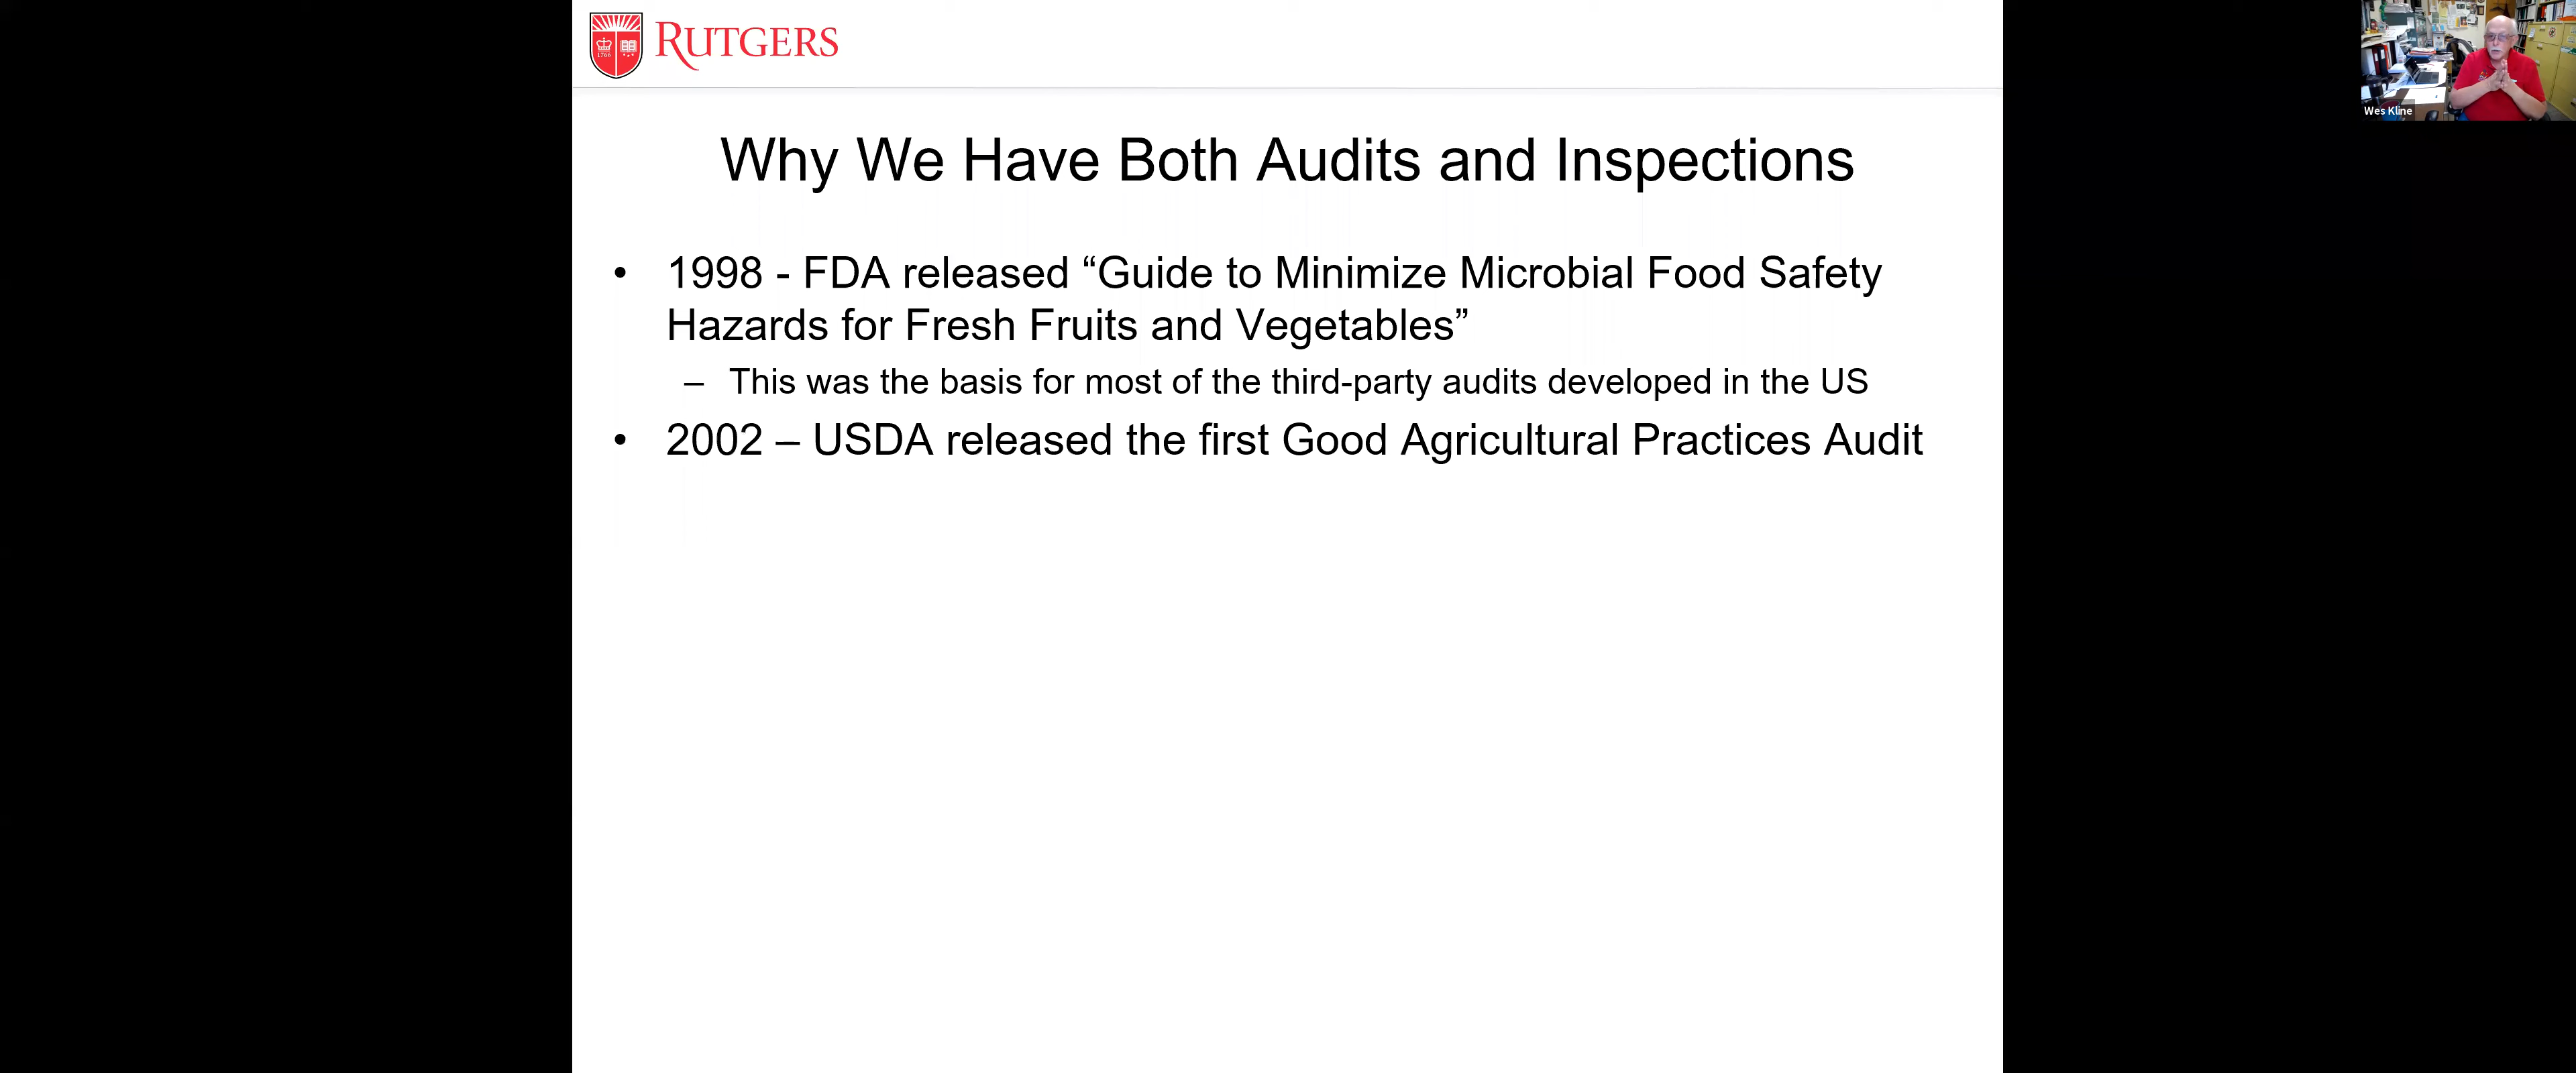 RUTGERS
1766
Wes Kline
Why We Have Both Audits and Inspections
• 1998 - FDA released “Guide to Minimize Microbial Food Safety
Hazards for Fresh Fruits and Vegetables”
– This was the basis for most of the third-party audits developed in the US
• 2002 – USDA released the first Good Agricultural Practices Audit